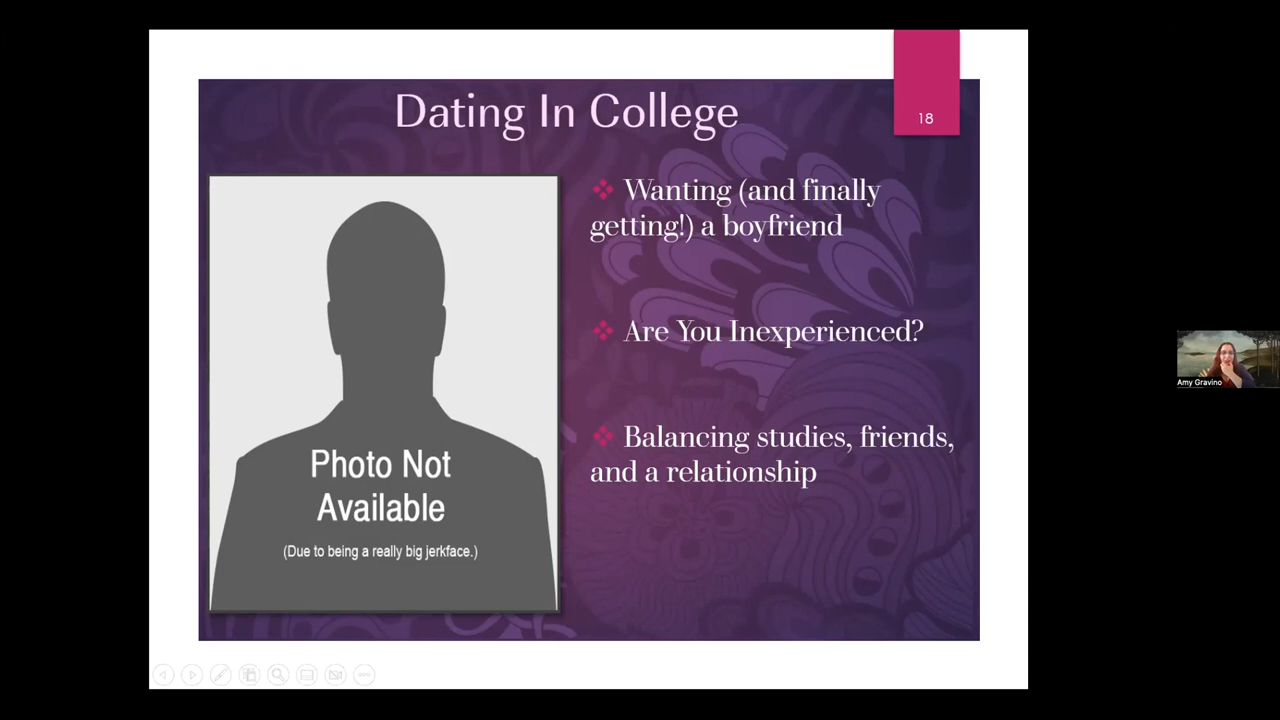 Dating In College
18
Wanting (and finally
getting!) a boyfriend
Are You Inexperienced?
Balancing studies, friends,
and a relationship
Photo Not
Available
(Due to being a really big jerkface.)
Amy Gravino